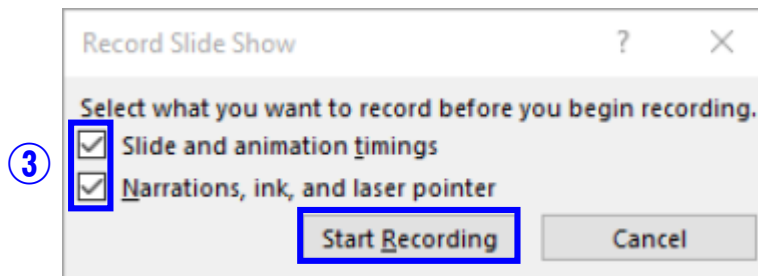 Record Slide Show ? ×
Select what you want to record before you begin recording.
Slide and animation timings
③
Narrations, ink, and laser pointer
Start Recording Cancel